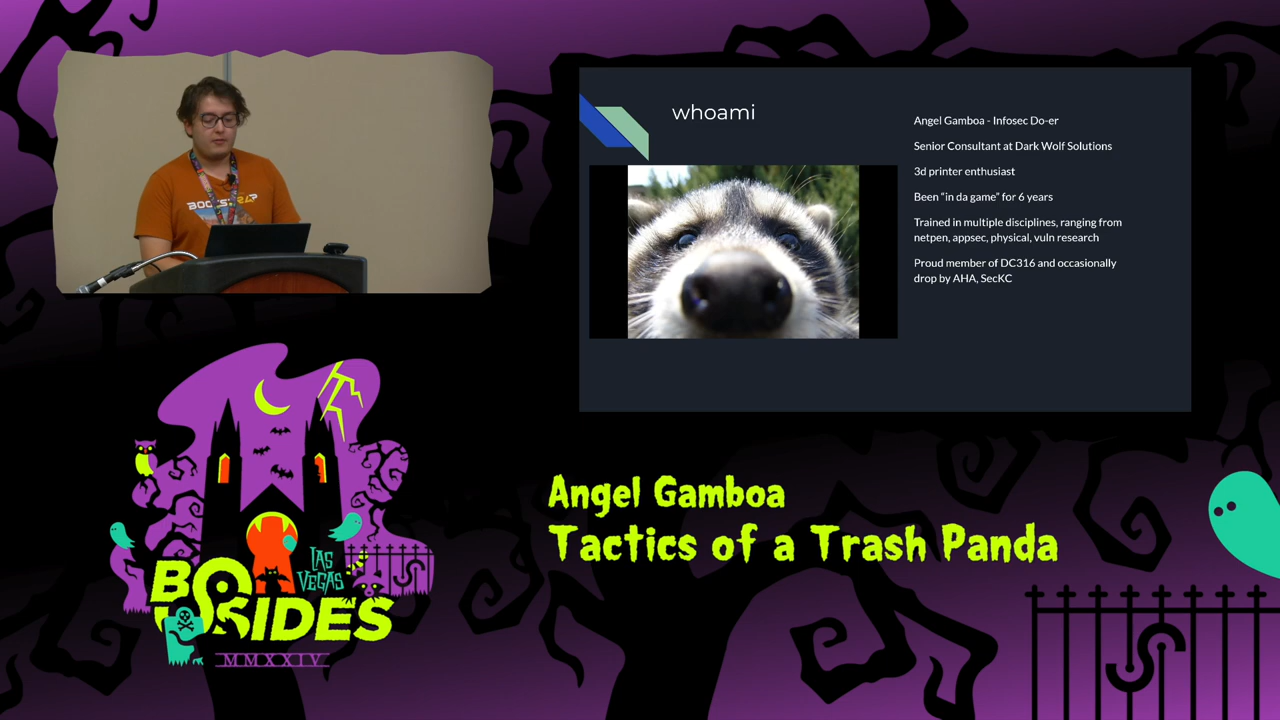 BOOTSTRAP
whoami
Angel Gamboa - Infosec Do-er
Senior Consultant at Dark Wolf Solutions
3d printer enthusiast
Been “in da game” for 6 years
Trained in multiple disciplines, ranging from
netpen, appsec, physical, vuln research
Proud member of DC316 and occasionally
drop by AHA, SecKC
Angel Gamboa
Tactics of a Trash Panda
LAS
VEGAS
BSIDES
MMXXIV